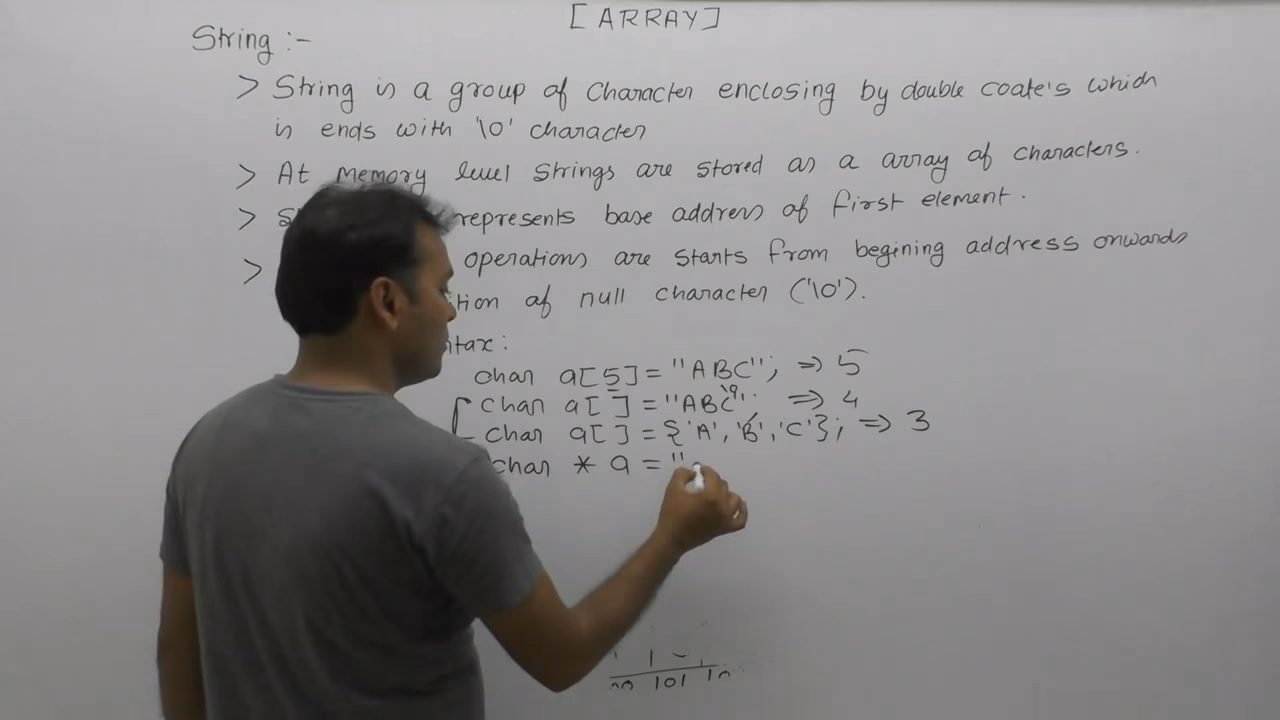 [ ARRAY ]
String :-
> String is a group of character enclosing by double coate's which
is ends with '\0' character
> At memory level strings are stored as a array of characters.
> represents base address of first element.
> operations are starts from begining address onwards
of null character ('\0').
char a[5] = "ABC"; => 5
char a[ ] = "ABC" => 4
char a[ ] = {'A', 'B', 'C'}; => 3
char * a = "
101